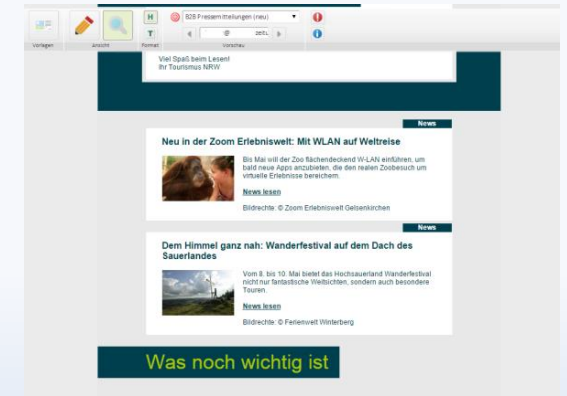 H
B2B Pressemitteilungen (neu)
T
@
zeitu
Vorlagen
Ansicht
Format
Vorschau
Viel Spaß beim Lesen!
Ihr Tourismus NRW
News
Neu in der Zoom Erlebniswelt: Mit WLAN auf Weltreise
Bis Mai will der Zoo flächendeckend W-LAN einführen, um
bald neue Apps anzubieten, die den realen Zoobesuch um
virtuelle Erlebnisse bereichern.
News lesen
Bildrechte: © Zoom Erlebniswelt Gelsenkirchen
News
Dem Himmel ganz nah: Wanderfestival auf dem Dach des
Sauerlandes
Vom 8. bis 10. Mai bietet das Hochsauerland Wanderfestival
nicht nur fantastische Weitsichten, sondern auch besondere
Touren.
News lesen
Bildrechte: © Ferienwelt Winterberg
Was noch wichtig ist